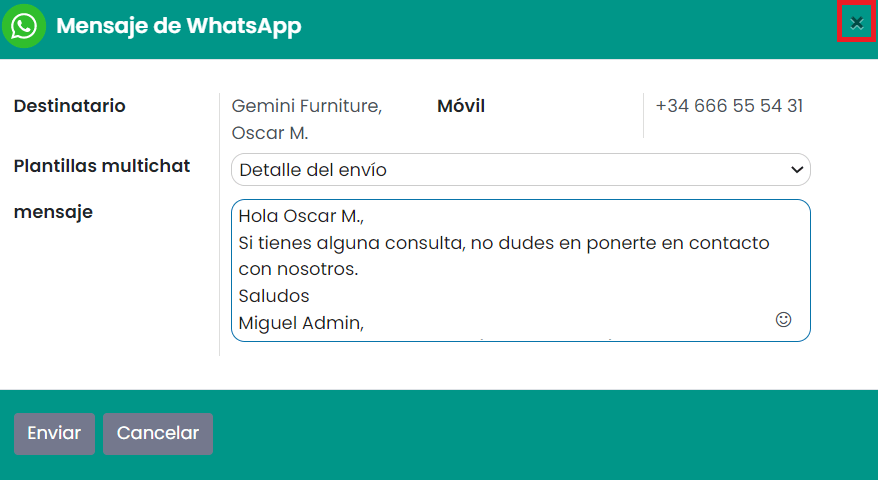 Mensaje de WhatsApp
×
Destinatario
Gemini Furniture,
Oscar M.
Móvil
+34 666 55 54 31
Plantillas multichat
Detalle del envío
mensaje
Hola Oscar M.,
Si tienes alguna consulta, no dudes en ponerte en contacto
con nosotros.
Saludos
Miguel Admin,
Enviar
Cancelar